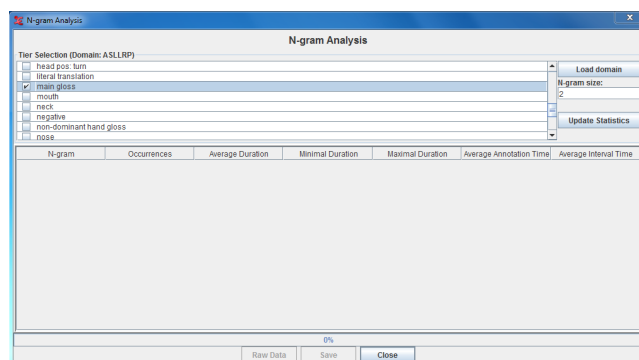 N-gram Analysis
N-gram Analysis
Tier Selection (Domain: ASLLRP)
head pos: turn
literal translation
main gloss
mouth
neck
negative
non-dominant hand gloss
nose
Load domain
N-gram size:
2
Update Statistics
N-gram Occurrences Average Duration Minimal Duration Maximal Duration Average Annotation Time Average Interval Time
0%
Raw Data Save Close